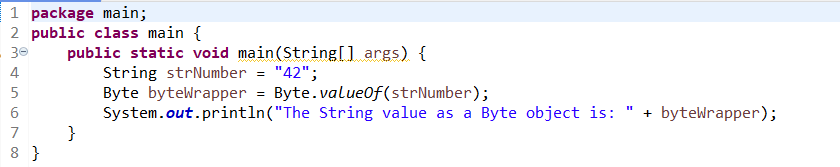 1 package main;
2 public class main {
3 public static void main(String[] args) {
4 String strNumber = "42";
5 Byte byteWrapper = Byte.valueOf(strNumber);
6 System.out.println("The String value as a Byte object is: " + byteWrapper);
7 }
8 }